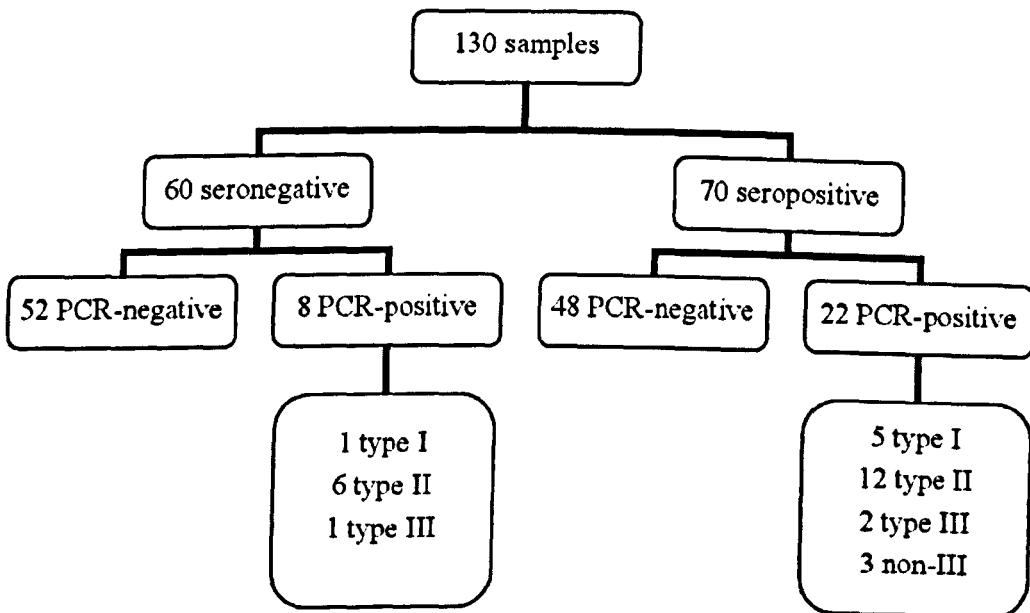 130 samples
60 seronegative
70 seropositive
52 PCR-negative
8 PCR-positive
48 PCR-negative
22 PCR-positive
1 type I
6 type II
1 type III
5 type I
12 type II
2 type III
3 non-III